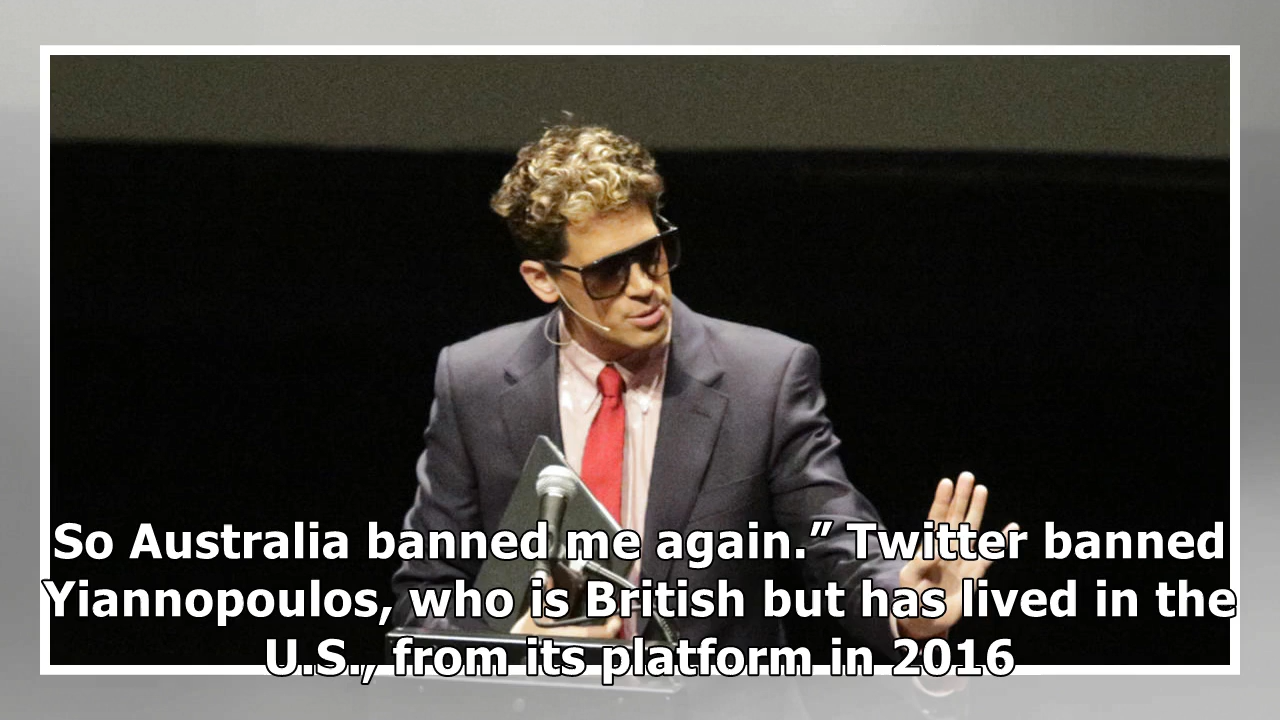 So Australia banned me again.” Twitter banned
Yiannopoulos, who is British but has lived in the
U.S., from its platform in 2016